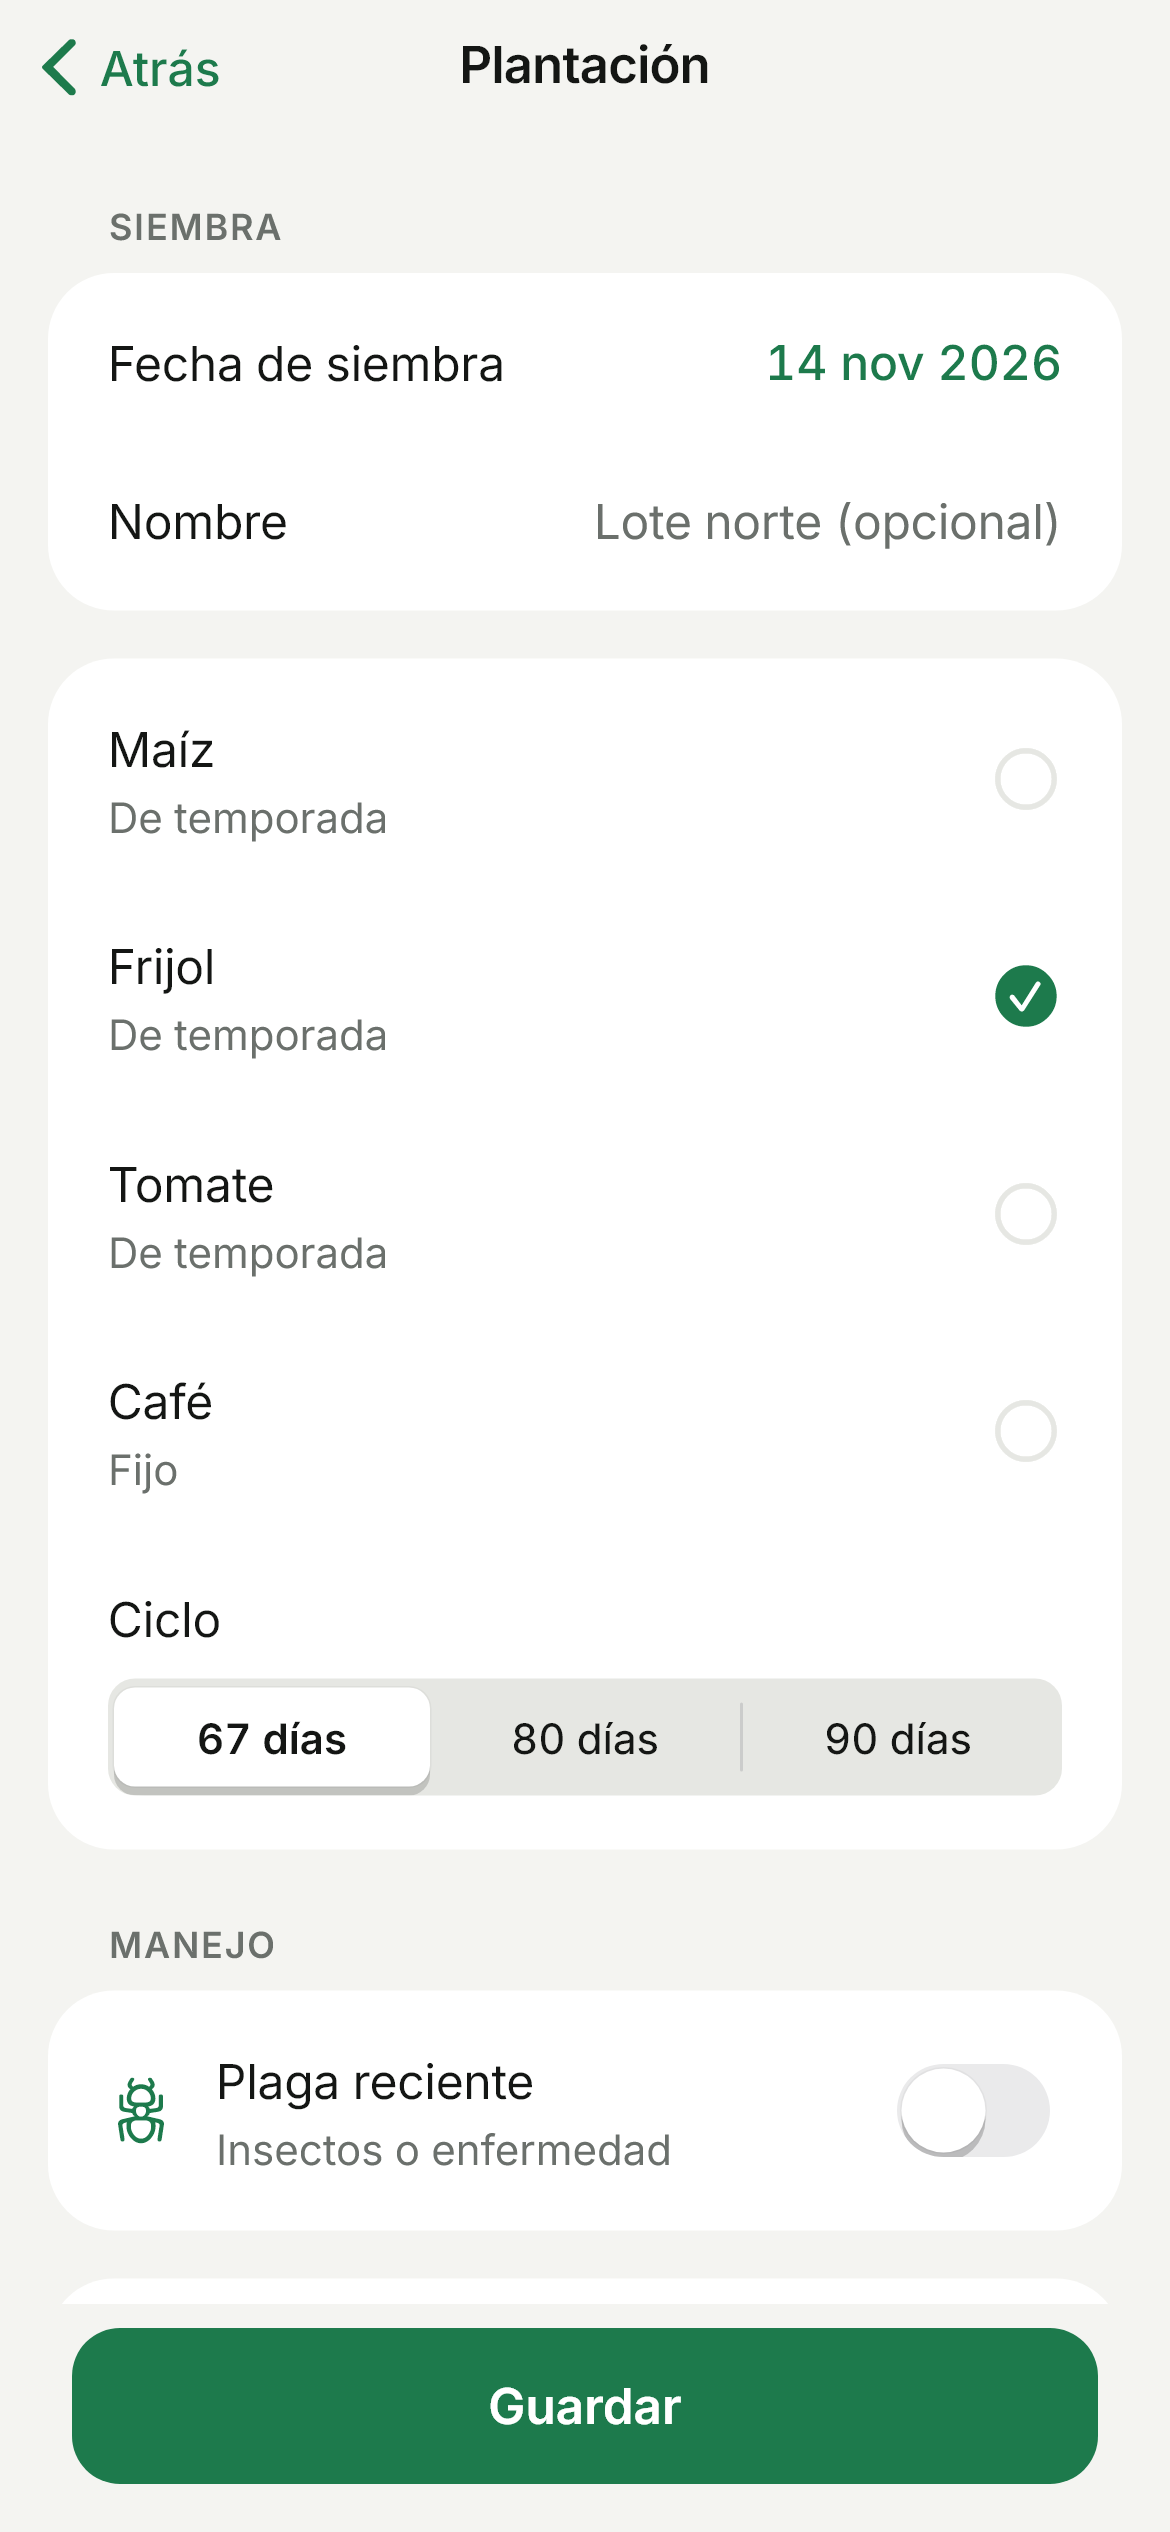 Atrás
Plantación
SIEMBRA
Fecha de siembra 14 nov 2026
Nombre Lote norte (opcional)
Maíz
De temporada
Frijol
De temporada
Tomate
De temporada
Café
Fijo
Ciclo
67 días 80 días 90 días
MANEJO
Plaga reciente
Insectos o enfermedad
Guardar